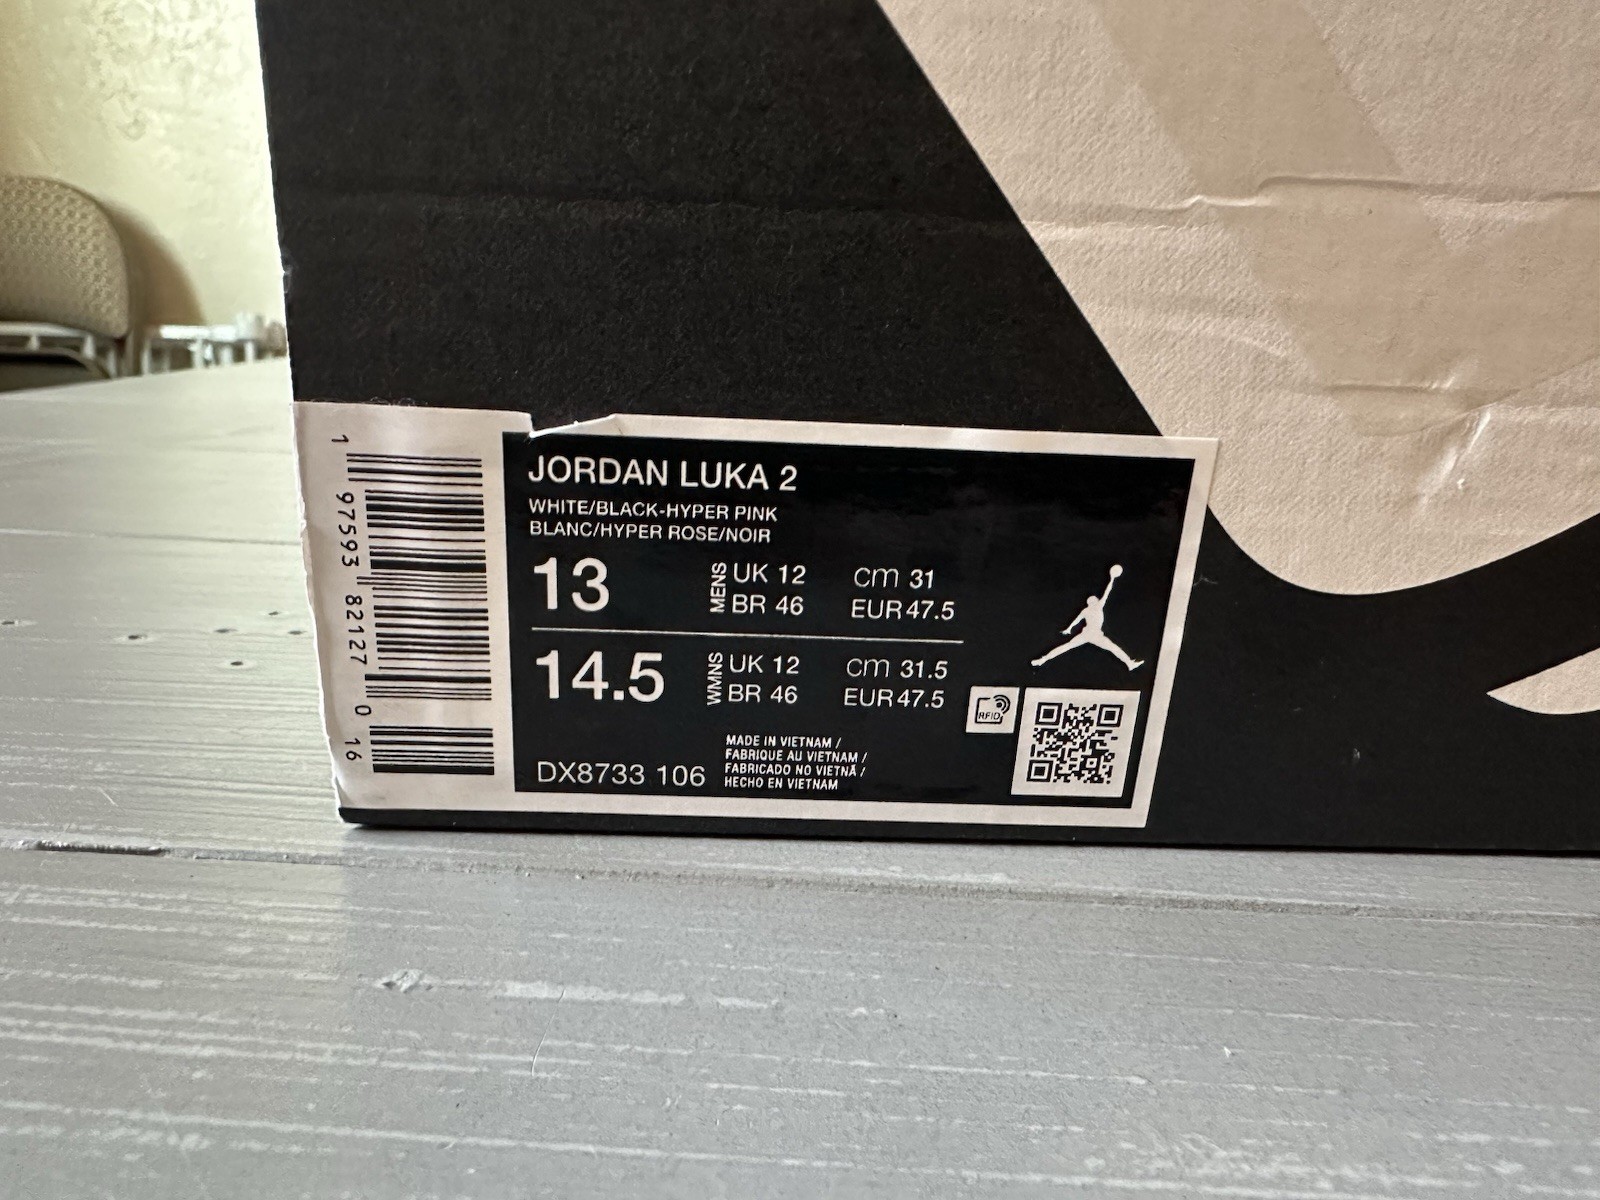 JORDAN LUKA 2
WHITE/BLACK-HYPER PINK
BLANC/HYPER ROSE/NOIR
13 MENS UK 12 cm 31
BR 46 EUR 47.5
14.5 WMNS UK 12 cm 31.5
BR 46 EUR 47.5
RFID
DX8733 106
MADE IN VIETNAM /
FABRIQUE AU VIETNAM /
FABRICADO NO VIETNÃ /
HECHO EN VIETNAM
1 97593 82127 0 16